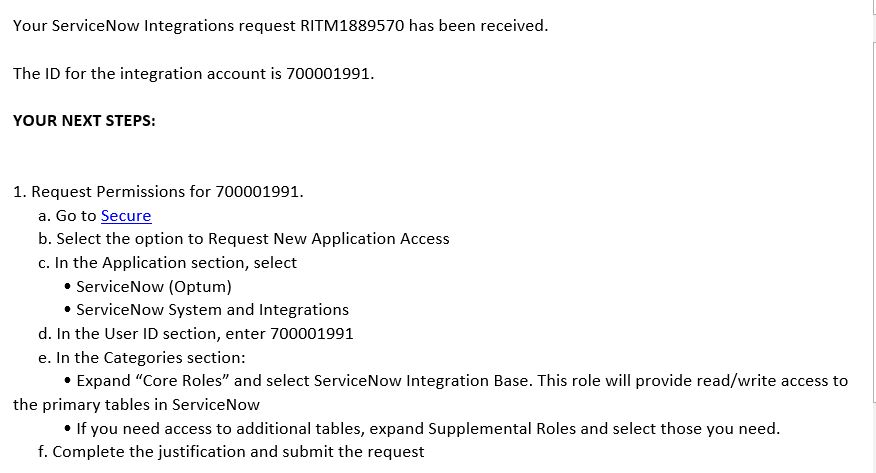 Your ServiceNow Integrations request RITM1889570 has been received.
The ID for the integration account is 700001991.
YOUR NEXT STEPS:
1. Request Permissions for 700001991.
a. Go to Secure
b. Select the option to Request New Application Access
c. In the Application section, select
• ServiceNow (Optum)
• ServiceNow System and Integrations
d. In the User ID section, enter 700001991
e. In the Categories section:
• Expand “Core Roles” and select ServiceNow Integration Base. This role will provide read/write access to
the primary tables in ServiceNow
• If you need access to additional tables, expand Supplemental Roles and select those you need.
f. Complete the justification and submit the request